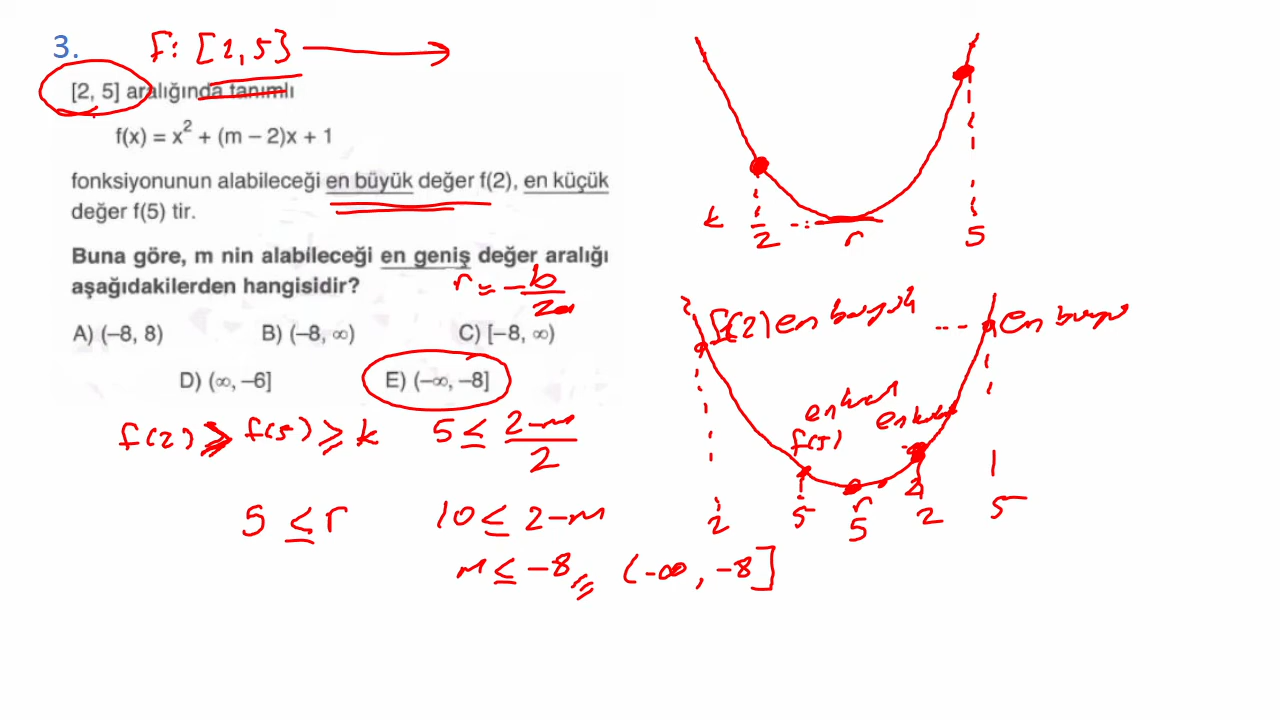 3. f: [2, 5]
[2, 5] aralığında tanımlı
f(x) = x² + (m – 2)x + 1
fonksiyonunun alabileceği en büyük değer f(2), en küçük
değer f(5) tir.
Buna göre, m nin alabileceği en geniş değer aralığı
aşağıdakilerden hangisidir?
r = -b/2a
A) (–8, 8) B) (–8, ∞) C) [–8, ∞)
D) (∞, –6] E) (–∞, –8]
f(2) ≥ f(5) ≥ k 5 ≤ 2-m/2
5 ≤ r 10 ≤ 2-m
m ≤ -8 (-∞, -8]
k 2 r 5
f(2) en büyük en büyü
en küçük
f(5)
2 5 r 2 5
5